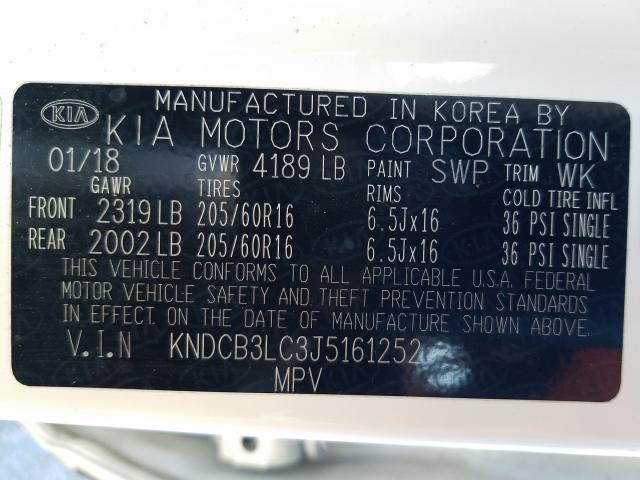 KIA MANUFACTURED IN KOREA BY
KIA MOTORS CORPORATION
01/18 GVWR 4189 LB PAINT SWP TRIM WK
GAWR TIRES RIMS COLD TIRE INFL
FRONT 2319 LB 205/60R16 6.5Jx16 36 PSI SINGLE
REAR 2002 LB 205/60R16 6.5Jx16 36 PSI SINGLE
THIS VEHICLE CONFORMS TO ALL APPLICABLE U.S.A. FEDERAL
MOTOR VEHICLE SAFETY AND THEFT PREVENTION STANDARDS
IN EFFECT ON THE DATE OF MANUFACTURE SHOWN ABOVE.
V.I.N KNDCB3LC3J5161252
MPV